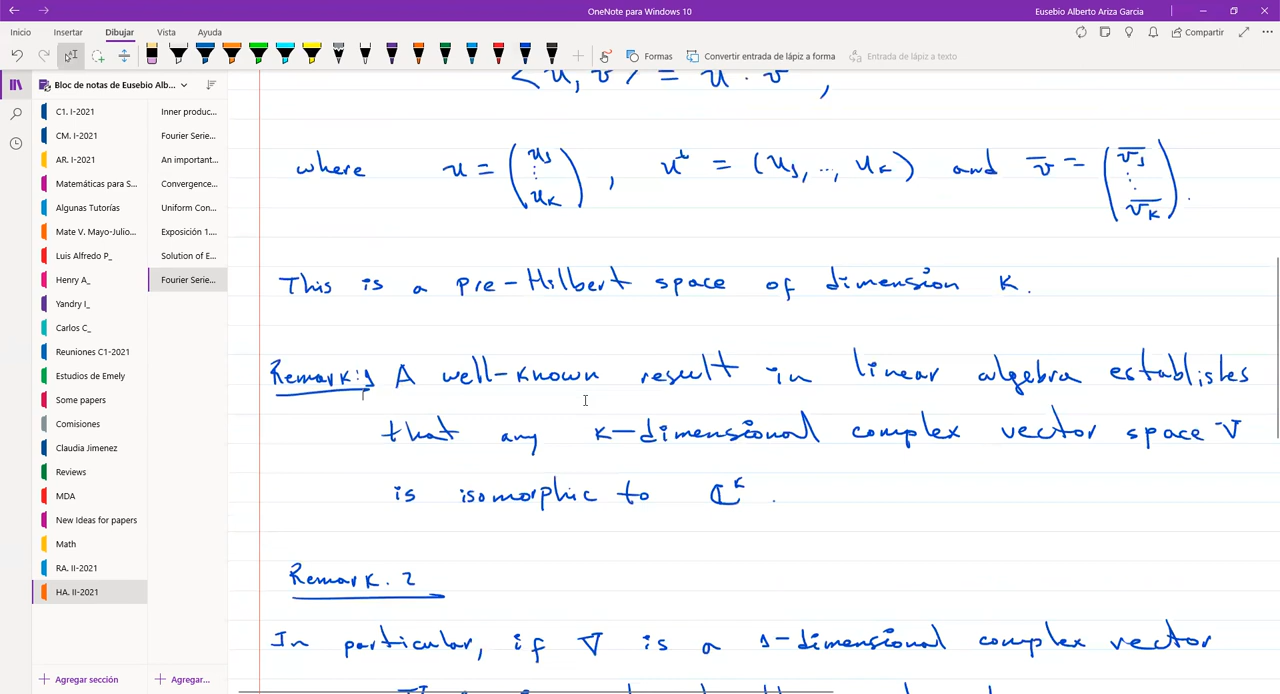 OneNote para Windows 10
Eusebio Alberto Ariza Garcia
Inicio Insertar Dibujar Vista Ayuda
Compartir
Formas Convertir entrada de lápiz a forma Entrada de lápiz a texto
Bloc de notas de Eusebio Alb...
C1. I-2021
CM. I-2021
AR. I-2021
Matemáticas para S...
Algunas Tutorías
Mate V. Mayo-Julio...
Luis Alfredo P_
Henry A_
Yandry I_
Carlos C_
Reuniones C1-2021
Estudios de Emely
Some papers
Comisiones
Claudia Jimenez
Reviews
MDA
New Ideas for papers
Math
RA. II-2021
HA. II-2021
Agregar sección
Inner produc...
Fourier Serie...
An important...
Convergence...
Uniform Con...
Exposición 1....
Solution of E...
Fourier Serie...
Agregar...
<u, v> = u · v ,
where u = (u1 ⋮ uk) , u^t = (u1, ..., uk) and v̅ = (v̅1 ⋮ v̅k) .
This is a pre-Hilbert space of dimension k.
Remark: 1 A well-known result in linear algebra establishes
that any k-dimensional complex vector space V
is isomorphic to ℂ^k .
Remark. 2
In particular, if V is a 1-dimensional complex vector